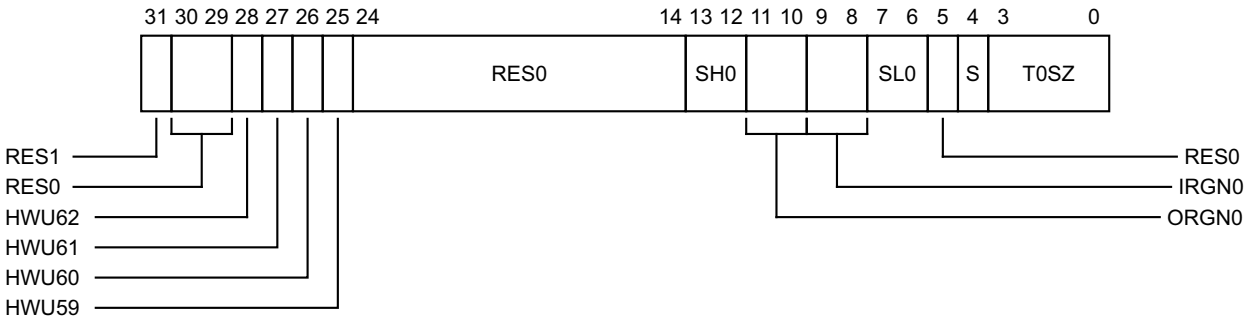 31 30 29 28 27 26 25 24 14 13 12 11 10 9 8 7 6 5 4 3 0
RES0 SH0 SL0 S T0SZ
RES1 RES0
RES0 IRGN0
HWU62 ORGN0
HWU61
HWU60
HWU59